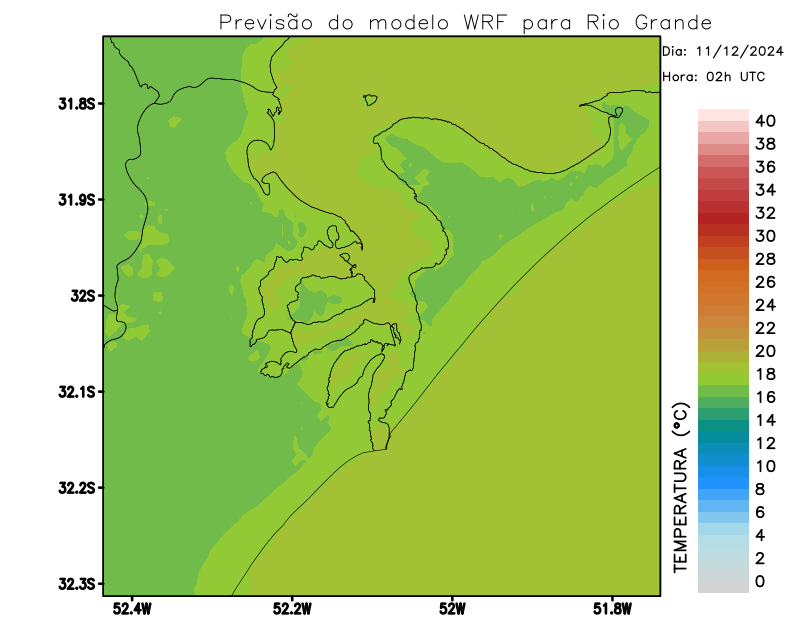 Previsão do modelo WRF para Rio Grande
Dia: 11/12/2024
Hora: 02h UTC
31.8S
31.9S
32S
32.1S
32.2S
32.3S
52.4W
52.2W
52W
51.8W
TEMPERATURA (°C)
40
38
36
34
32
30
28
26
24
22
20
18
16
14
12
10
8
6
4
2
0